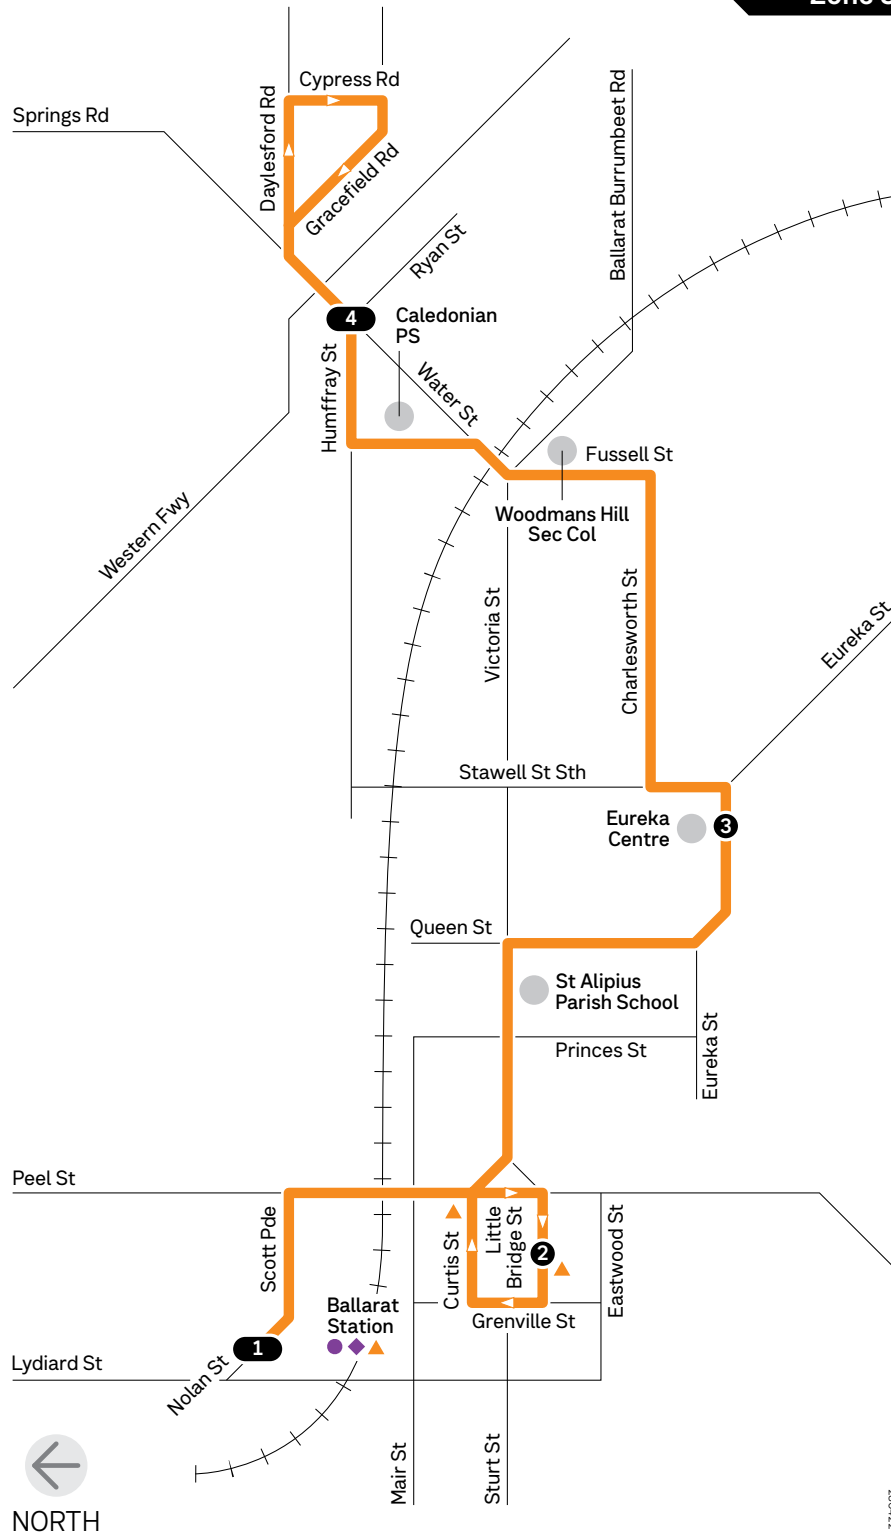 Cypress Rd
Springs Rd
Daylesford Rd
Gracefield Rd
Ballarat Burrumbeet Rd
Ryan St
4
Caledonian
PS
Humffray St
Water St
Fussell St
Woodmans Hill
Sec Col
Western Fwy
Victoria St
Charlesworth St
Eureka St
Stawell St Sth
Eureka
Centre
3
Queen St
St Alipius
Parish School
Princes St
Eureka St
Peel St
Scott Pde
Curtis St
Little
Bridge St
2
Eastwood St
Ballarat
Station
Grenville St
1
Lydiard St
Nolan St
Mair St
Sturt St
NORTH